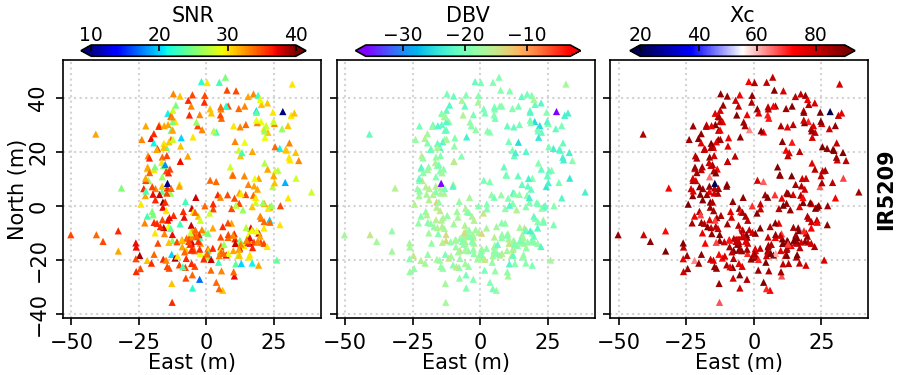 SNR DBV Xc
10 20 30 40 −30 −20 −10 20 40 60 80
40
20
0
−20
−40
North (m)
IR5209
−50 −25 0 25 −50 −25 0 25 −50 −25 0 25
East (m) East (m) East (m)